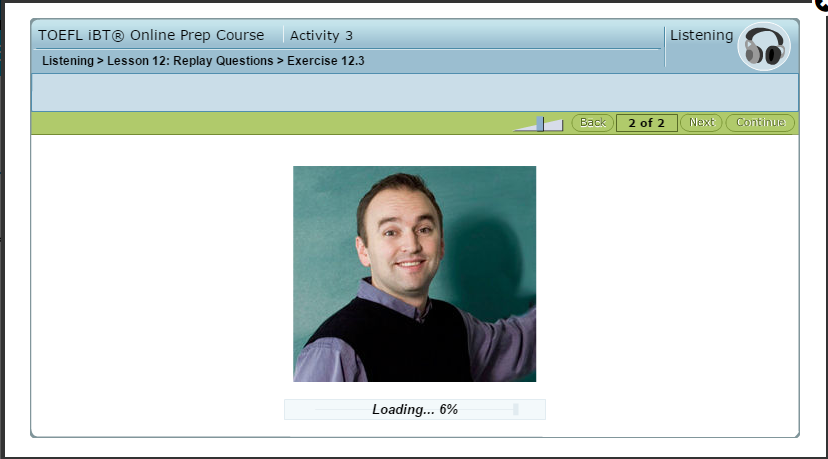 TOEFL iBT® Online Prep Course Activity 3 Listening
Listening > Lesson 12: Replay Questions > Exercise 12.3
Back 2 of 2 Next Continue
Loading... 6%